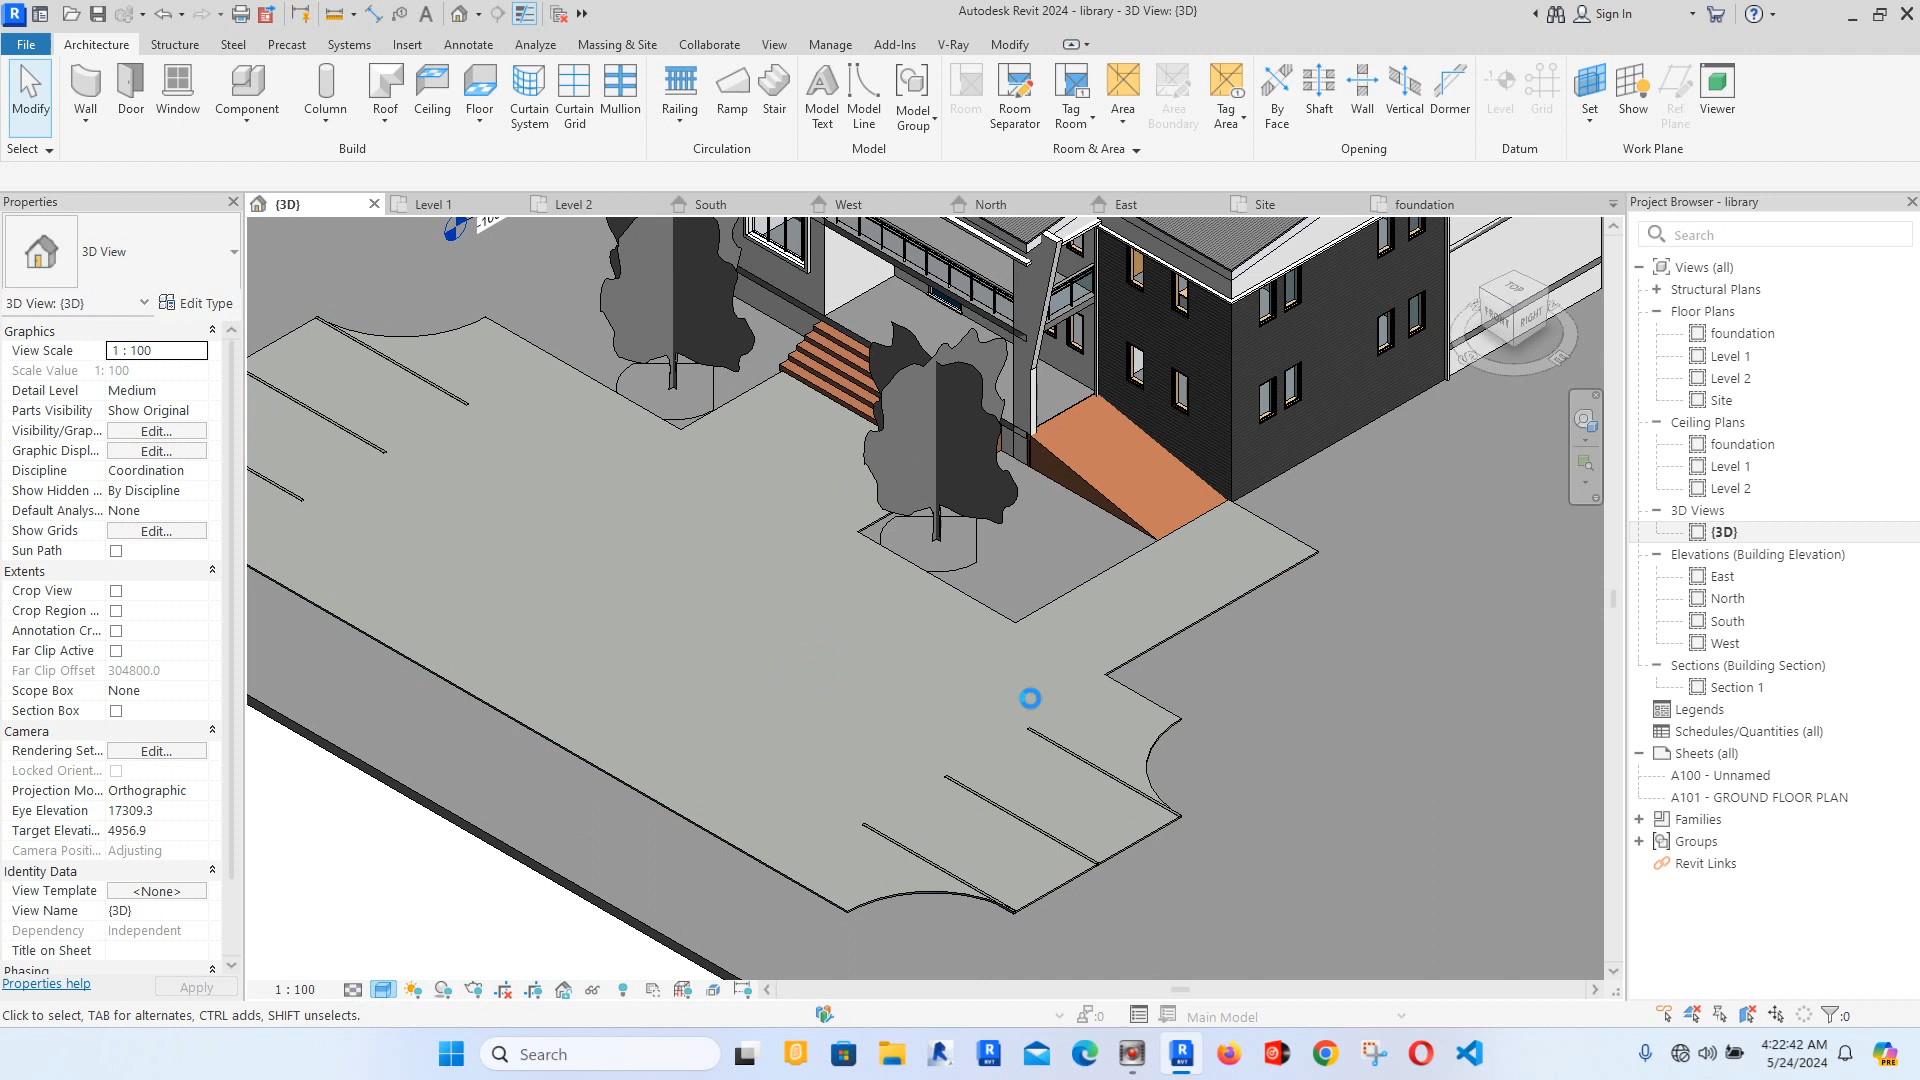 Autodesk Revit 2024 - library - 3D View: {3D}
Sign In
File Architecture Structure Steel Precast Systems Insert Annotate Analyze Massing & Site Collaborate View Manage Add-Ins V-Ray Modify
Modify Wall Door Window Component Column Roof Ceiling Floor Curtain System Curtain Grid Mullion Railing Ramp Stair Model Text Model Line Model Group Room Room Separator Tag Room Area Area Boundary Tag Area By Face Shaft Wall Vertical Dormer Level Grid Set Show Ref Plane Viewer
Select Build Circulation Model Room & Area Opening Datum Work Plane
Properties
{3D} Level 1 Level 2 South West North East Site foundation
Project Browser - library
3D View
3D View: {3D} Edit Type
Graphics
View Scale 1 : 100
Scale Value 1: 100
Detail Level Medium
Parts Visibility Show Original
Visibility/Grap... Edit...
Graphic Displ... Edit...
Discipline Coordination
Show Hidden ... By Discipline
Default Analys... None
Show Grids Edit...
Sun Path
Extents
Crop View
Crop Region ...
Annotation Cr...
Far Clip Active
Far Clip Offset 304800.0
Scope Box None
Section Box
Camera
Rendering Set... Edit...
Locked Orient...
Projection Mo... Orthographic
Eye Elevation 17309.3
Target Elevati... 4956.9
Camera Positi... Adjusting
Identity Data
View Template <None>
View Name {3D}
Dependency Independent
Title on Sheet
Phasing
Properties help Apply
TOP
FRONT RIGHT
Search
Views (all)
Structural Plans
Floor Plans
foundation
Level 1
Level 2
Site
Ceiling Plans
foundation
Level 1
Level 2
3D Views
{3D}
Elevations (Building Elevation)
East
North
South
West
Sections (Building Section)
Section 1
Legends
Schedules/Quantities (all)
Sheets (all)
A100 - Unnamed
A101 - GROUND FLOOR PLAN
Families
Groups
Revit Links
1 : 100
Click to select, TAB for alternates, CTRL adds, SHIFT unselects.
:0
Main Model
:0
Search
4:22:42 AM
5/24/2024
PRE